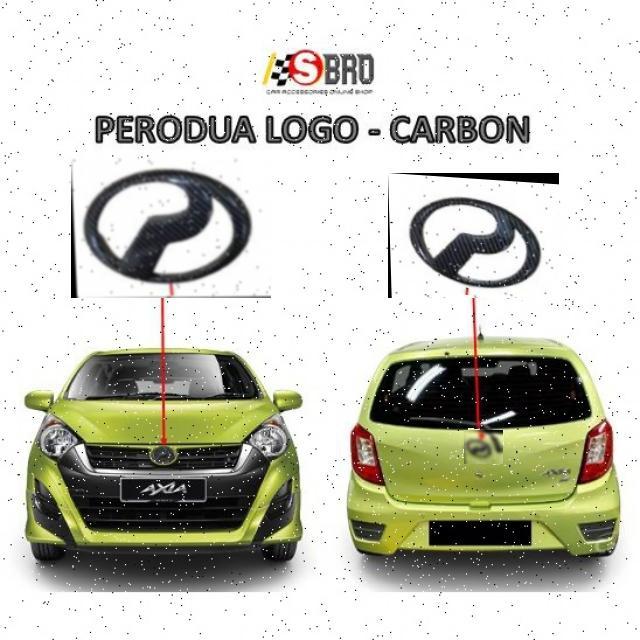 SBRO
CAR ACCESSORIES ONLINE SHOP
PERODUA LOGO - CARBON
AXIA